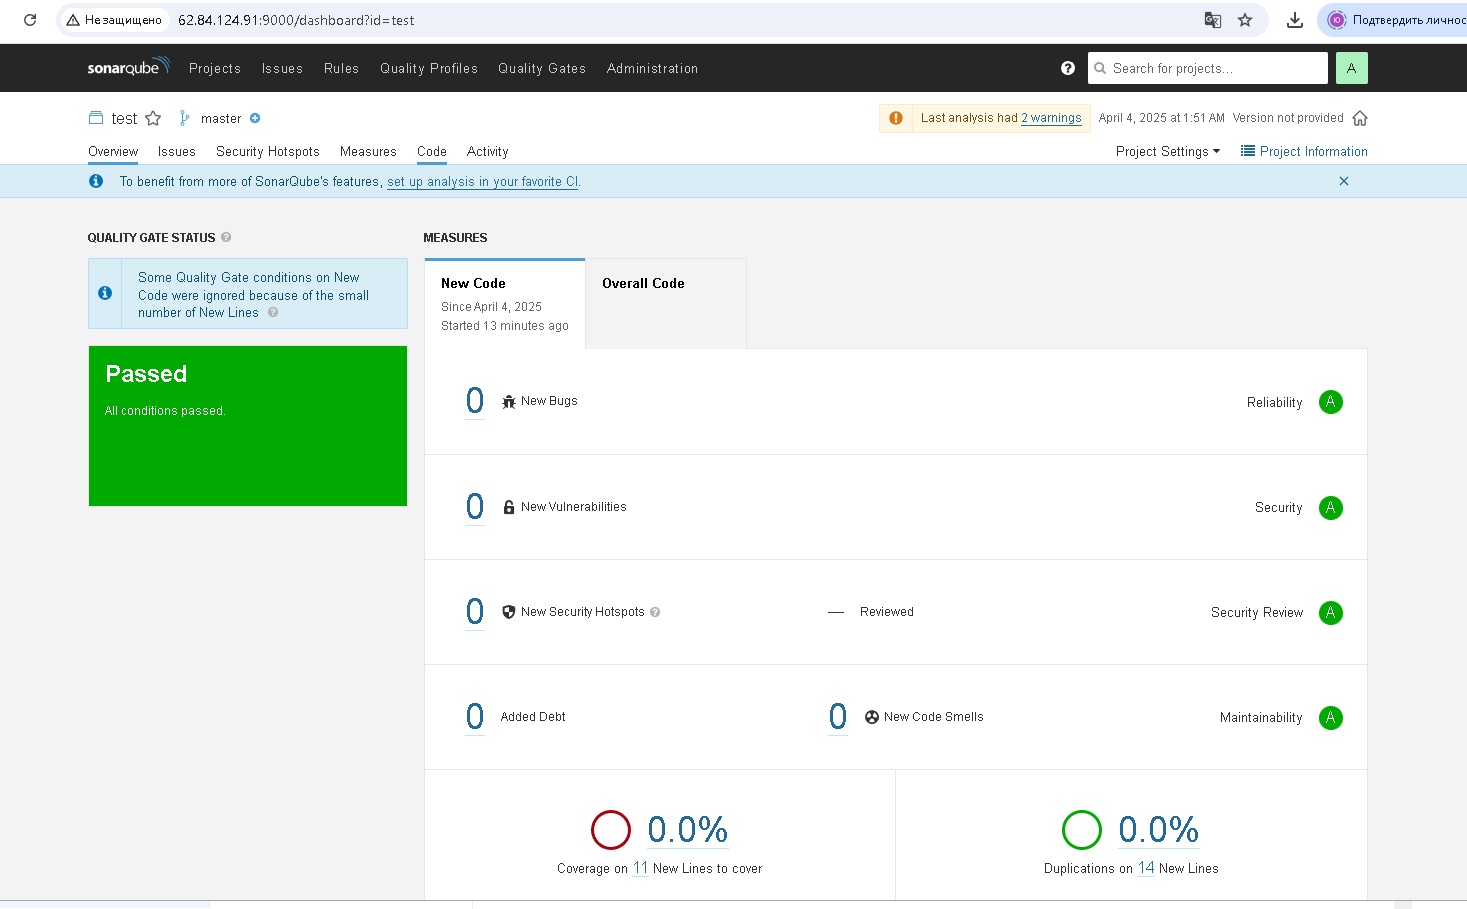 Не защищено 62.84.124.91:9000/dashboard?id=test Подтвердить личнос
sonarqube Projects Issues Rules Quality Profiles Quality Gates Administration ? Search for projects... A
test master Last analysis had 2 warnings April 4, 2025 at 1:51 AM Version not provided
Overview Issues Security Hotspots Measures Code Activity Project Settings Project Information
To benefit from more of SonarQube's features, set up analysis in your favorite CI.
QUALITY GATE STATUS ?
Some Quality Gate conditions on New
Code were ignored because of the small
number of New Lines ?
Passed
All conditions passed.
MEASURES
New Code
Since April 4, 2025
Started 13 minutes ago
Overall Code
0 New Bugs Reliability A
0 New Vulnerabilities Security A
0 New Security Hotspots ? — Reviewed Security Review A
0 Added Debt 0 New Code Smells Maintainability A
0.0%
Coverage on 11 New Lines to cover
0.0%
Duplications on 14 New Lines